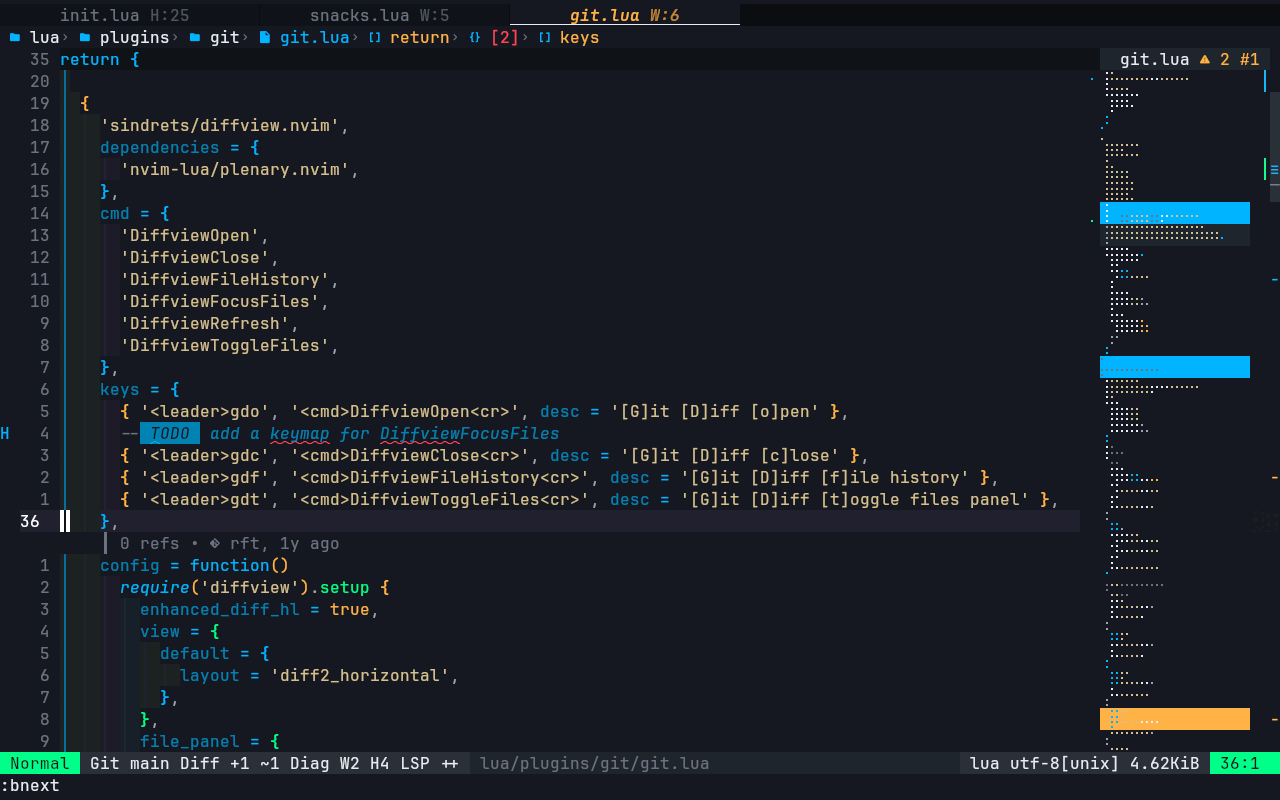 init.lua H:25 snacks.lua W:5 git.lua W:6
lua› plugins› git› git.lua› [] return› {} [2]› [] keys
35 return { git.lua 2 #1
20
19 {
18 'sindrets/diffview.nvim',
17 dependencies = {
16 'nvim-lua/plenary.nvim',
15 },
14 cmd = {
13 'DiffviewOpen',
12 'DiffviewClose',
11 'DiffviewFileHistory',
10 'DiffviewFocusFiles',
9 'DiffviewRefresh',
8 'DiffviewToggleFiles',
7 },
6 keys = {
5 { '<leader>gdo', '<cmd>DiffviewOpen<cr>', desc = '[G]it [D]iff [o]pen' },
H 4 -- TODO add a keymap for DiffviewFocusFiles
3 { '<leader>gdc', '<cmd>DiffviewClose<cr>', desc = '[G]it [D]iff [c]lose' },
2 { '<leader>gdf', '<cmd>DiffviewFileHistory<cr>', desc = '[G]it [D]iff [f]ile history' },
1 { '<leader>gdt', '<cmd>DiffviewToggleFiles<cr>', desc = '[G]it [D]iff [t]oggle files panel' },
36 },
0 refs • rft, 1y ago
1 config = function()
2 require('diffview').setup {
3 enhanced_diff_hl = true,
4 view = {
5 default = {
6 layout = 'diff2_horizontal',
7 },
8 },
9 file_panel = {
Normal Git main Diff +1 ~1 Diag W2 H4 LSP ++ lua/plugins/git/git.lua lua utf-8[unix] 4.62KiB 36:1
:bnext